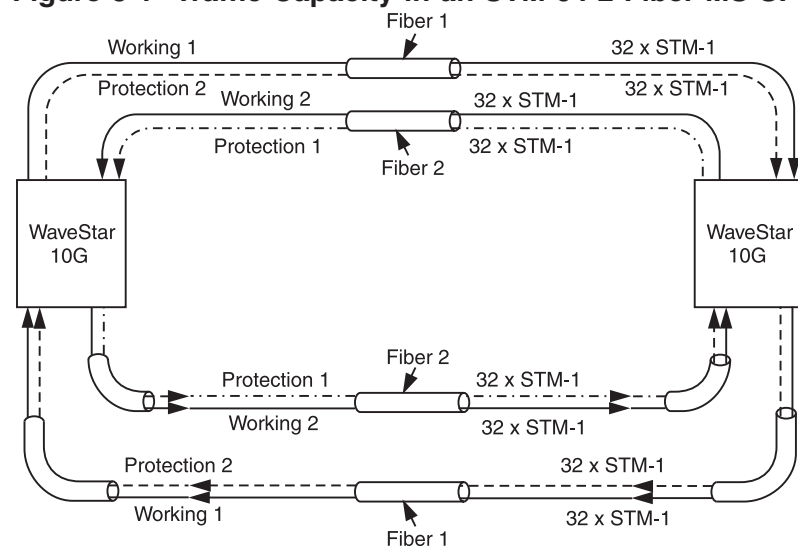 Fiber 1
Working 1
32 x STM-1
Protection 2
32 x STM-1
Working 2
32 x STM-1
Protection 1
32 x STM-1
Fiber 2
WaveStar
10G
WaveStar
10G
Fiber 2
Protection 1
32 x STM-1
Working 2
32 x STM-1
Protection 2
32 x STM-1
Working 1
32 x STM-1
Fiber 1